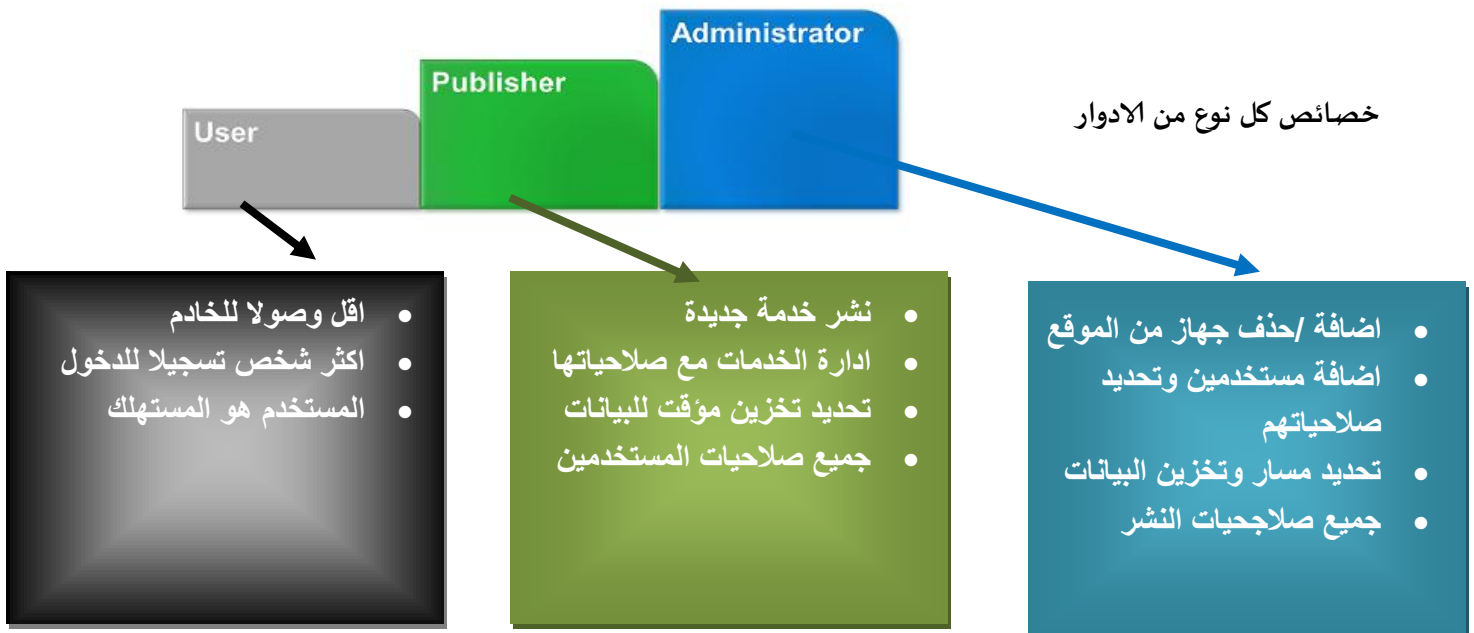 Administrator
Publisher
User
خصائص كل نوع من الادوار
• اضافة /حذف جهاز من الموقع
• اضافة مستخدمين وتحديد
صلاحياتهم
• تحديد مسار وتخزين البيانات
• جميع صلاججيات النشر
• نشر خدمة جديدة
• ادارة الخدمات مع صلاحياتها
• تحديد تخزين مؤقت للبيانات
• جميع صلاحيات المستخدمين
• اقل وصولا للخادم
• اكثر شخص تسجيلا للدخول
• المستخدم هو المستهلك